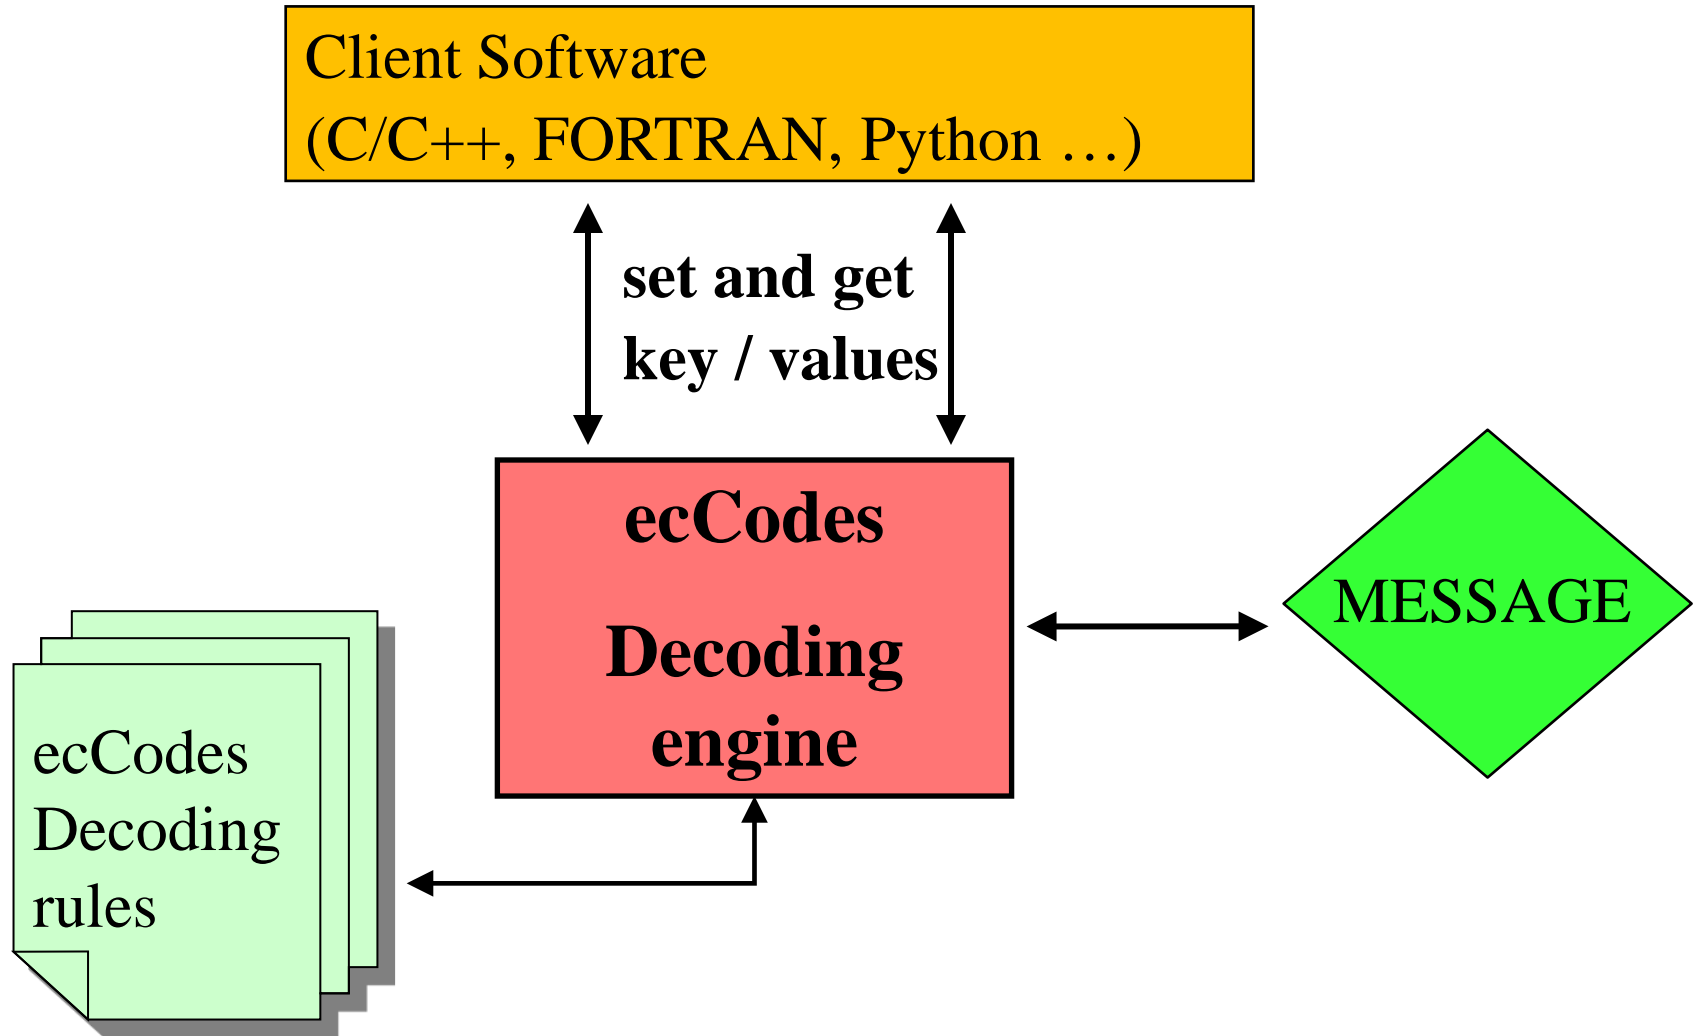 Client Software
(C/C++, FORTRAN, Python …)
set and get
key / values
ecCodes
Decoding
engine
MESSAGE
ecCodes
Decoding
rules